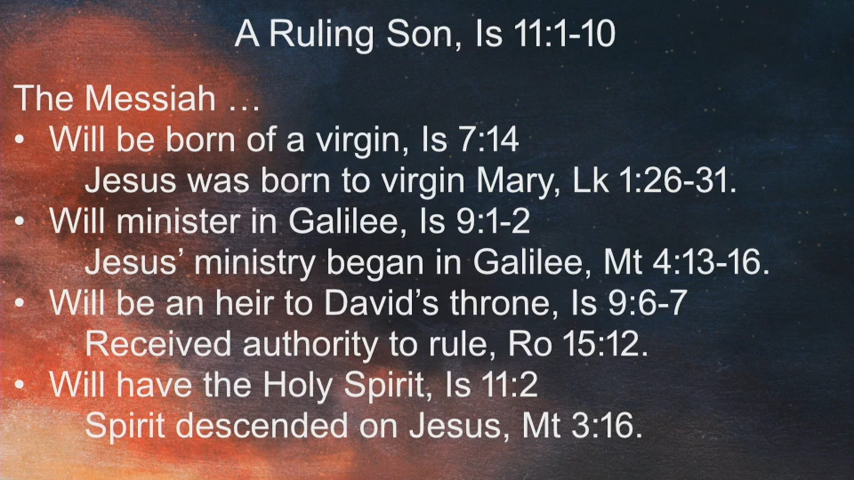 A Ruling Son, Is 11:1-10
The Messiah …
• Will be born of a virgin, Is 7:14
Jesus was born to virgin Mary, Lk 1:26-31.
• Will minister in Galilee, Is 9:1-2
Jesus’ ministry began in Galilee, Mt 4:13-16.
• Will be an heir to David’s throne, Is 9:6-7
Received authority to rule, Ro 15:12.
• Will have the Holy Spirit, Is 11:2
Spirit descended on Jesus, Mt 3:16.